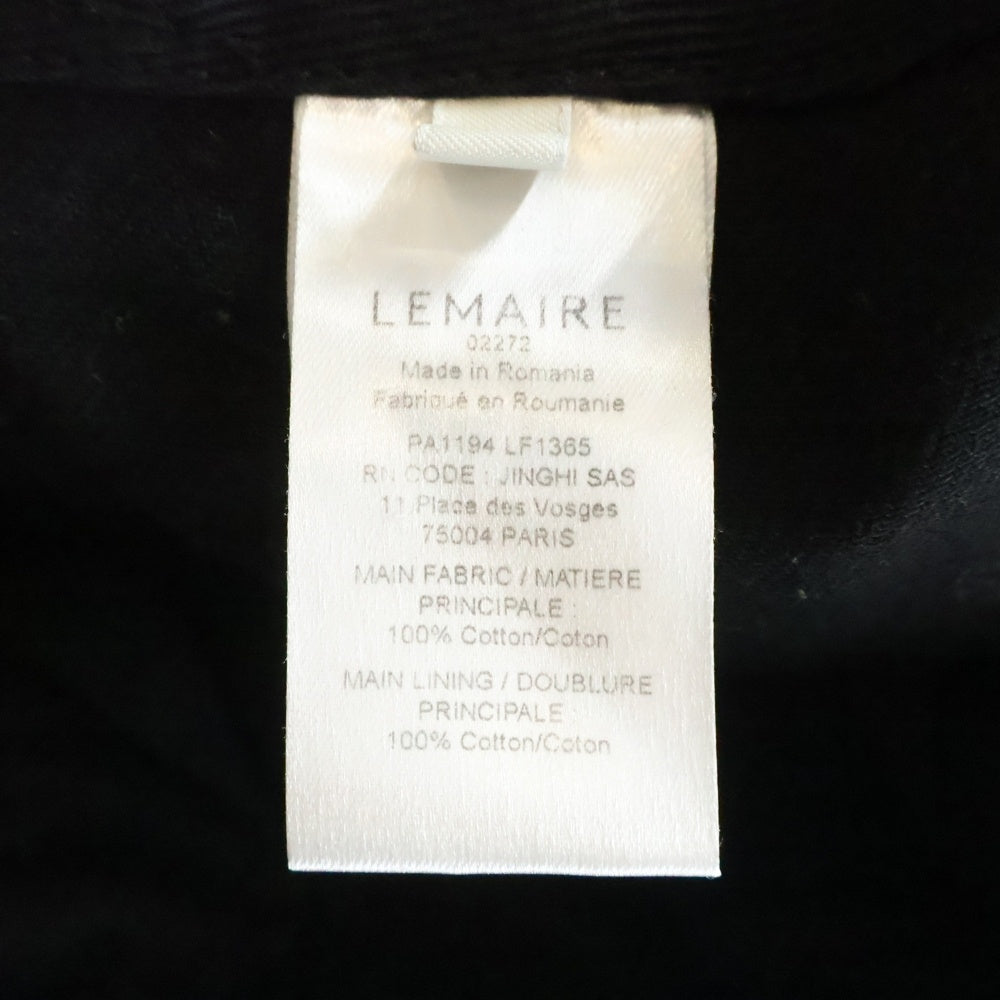 LEMAIRE
02272
Made in Romania
Fabriqué en Roumanie
PA1194 LF1365
RN CODE : JINGHI SAS
11 Place des Vosges
75004 PARIS
MAIN FABRIC / MATIERE
PRINCIPALE :
100% Cotton/Coton
MAIN LINING / DOUBLURE
PRINCIPALE :
100% Cotton/Coton